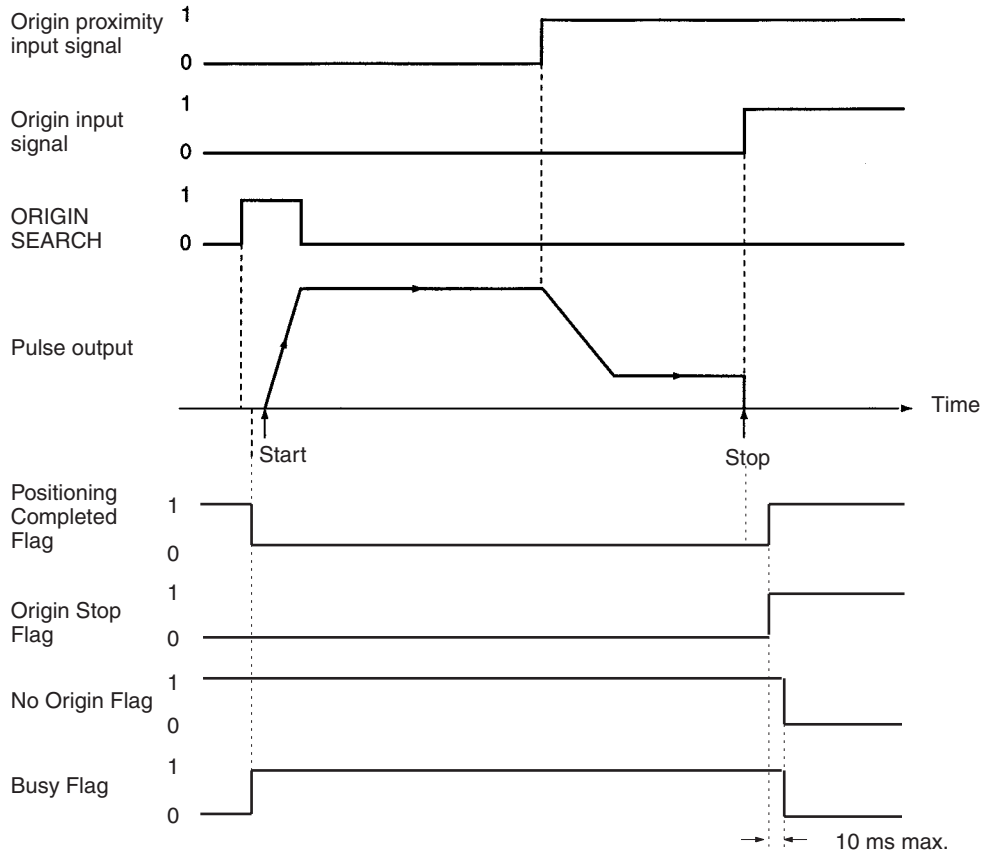 Origin proximity
input signal
1
0
Origin input
signal
1
0
ORIGIN
SEARCH
1
0
Pulse output
Time
Start
Stop
Positioning
Completed
Flag
1
0
Origin Stop
Flag
1
0
No Origin Flag
1
0
Busy Flag
1
0
10 ms max.